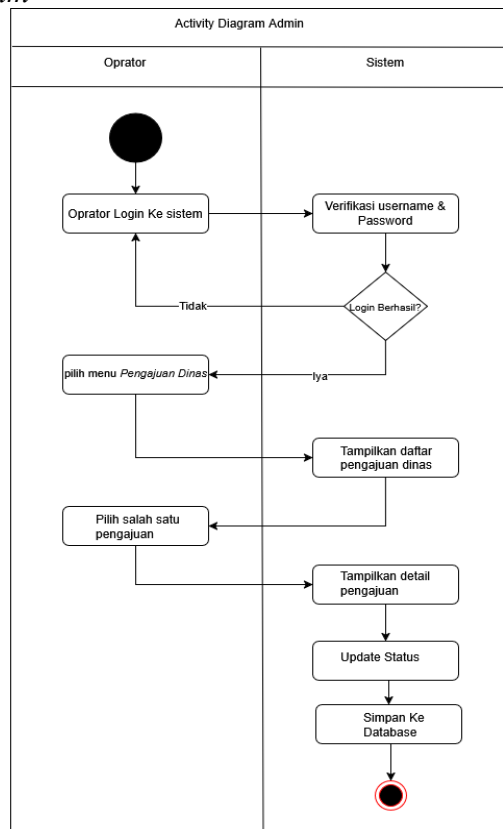 Activity Diagram Admin
Oprator
Sistem
Oprator Login Ke sistem
Verifikasi username &
Password
Login Berhasil?
Tidak
Iya
pilih menu Pengajuan Dinas
Tampilkan daftar
pengajuan dinas
Pilih salah satu
pengajuan
Tampilkan detail
pengajuan
Update Status
Simpan Ke
Database